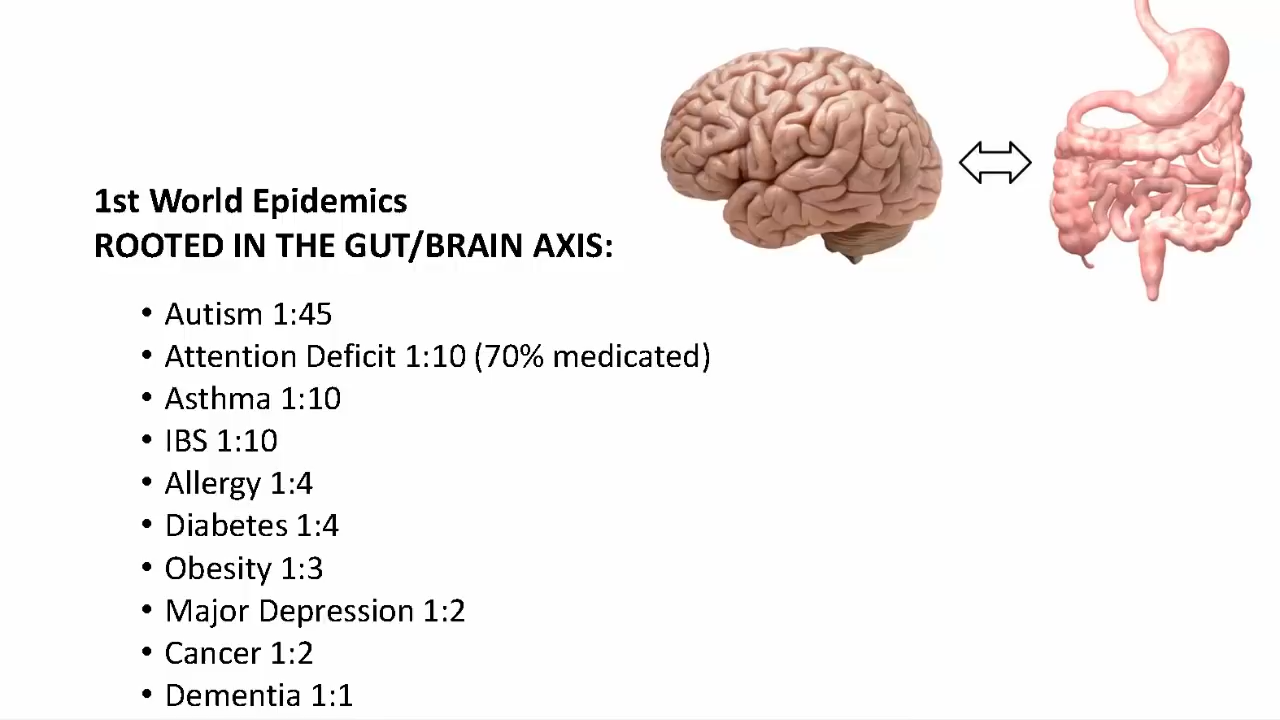 1st World Epidemics
ROOTED IN THE GUT/BRAIN AXIS:
• Autism 1:45
• Attention Deficit 1:10 (70% medicated)
• Asthma 1:10
• IBS 1:10
• Allergy 1:4
• Diabetes 1:4
• Obesity 1:3
• Major Depression 1:2
• Cancer 1:2
• Dementia 1:1